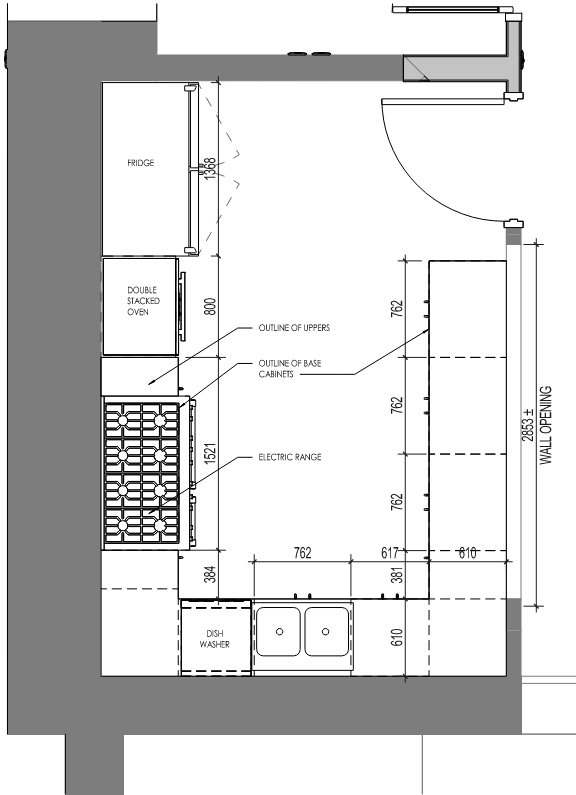 FRIDGE
1368
DOUBLE
STACKED
OVEN
800
762
OUTLINE OF UPPERS
OUTLINE OF BASE
CABINETS
762
2853 ±
WALL OPENING
1521
ELECTRIC RANGE
762
762
617
610
384
381
DISH
WASHER
610